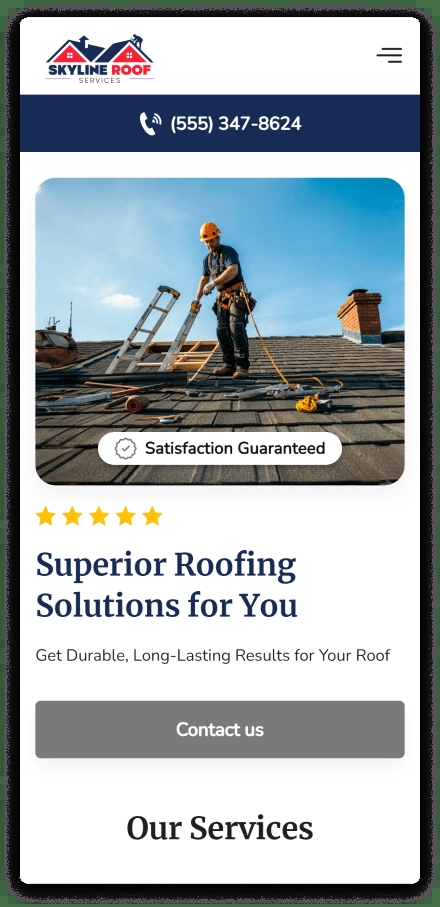 SKYLINE ROOF
SERVICES
(555) 347-8624
Satisfaction Guaranteed
Superior Roofing
Solutions for You
Get Durable, Long-Lasting Results for Your Roof
Contact us
Our Services